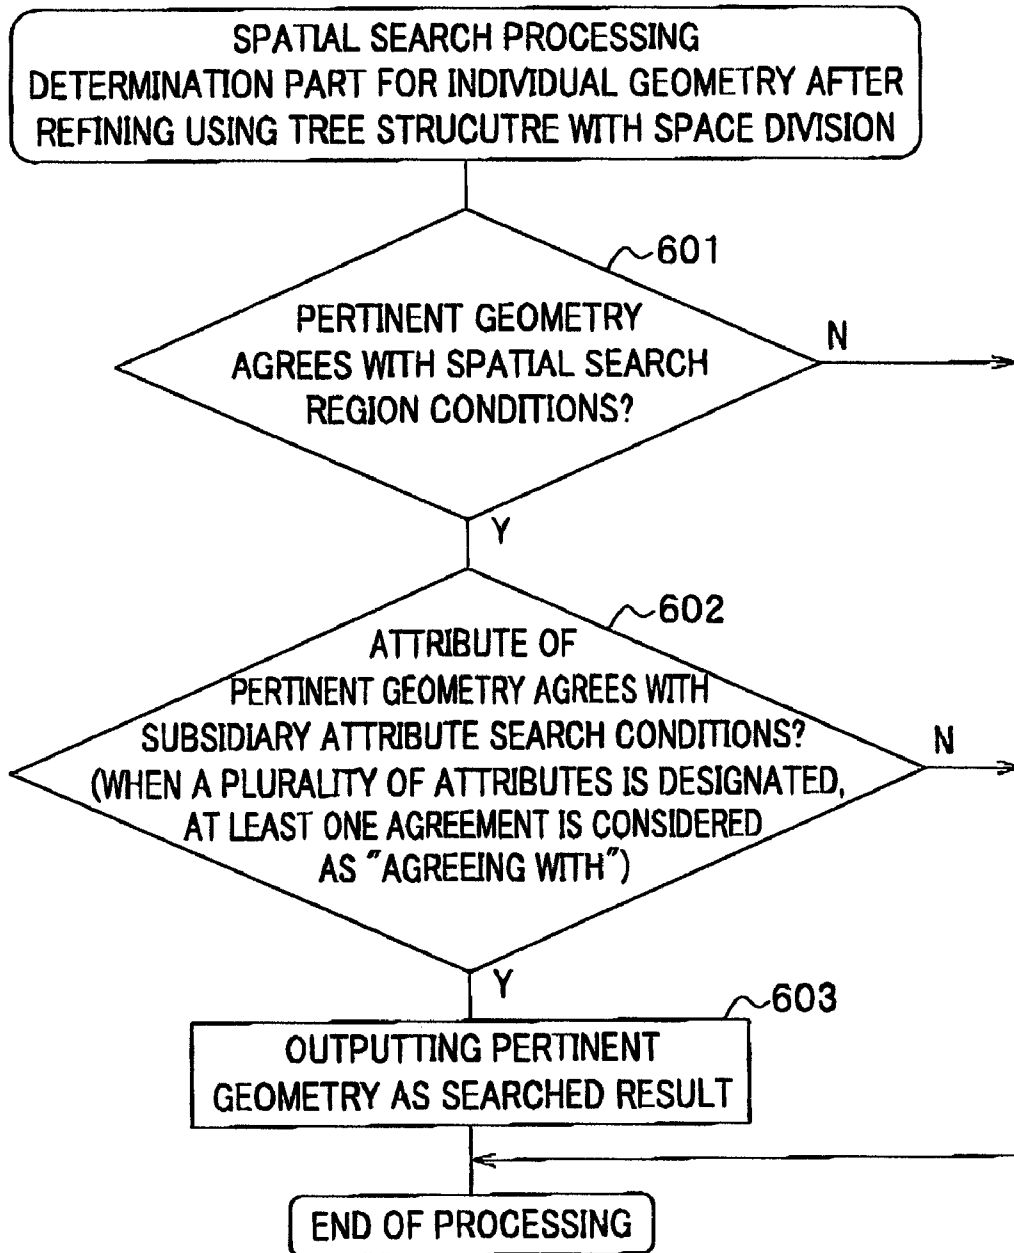 SPATIAL SEARCH PROCESSING
DETERMINATION PART FOR INDIVIDUAL GEOMETRY AFTER
REFINING USING TREE STRUCUTRE WITH SPACE DIVISION
601
PERTINENT GEOMETRY
AGREES WITH SPATIAL SEARCH
REGION CONDITIONS?
N
Y
602
ATTRIBUTE OF
PERTINENT GEOMETRY AGREES WITH
SUBSIDIARY ATTRIBUTE SEARCH CONDITIONS?
(WHEN A PLURALITY OF ATTRIBUTES IS DESIGNATED,
AT LEAST ONE AGREEMENT IS CONSIDERED
AS "AGREEING WITH")
N
Y
603
OUTPUTTING PERTINENT
GEOMETRY AS SEARCHED RESULT
END OF PROCESSING